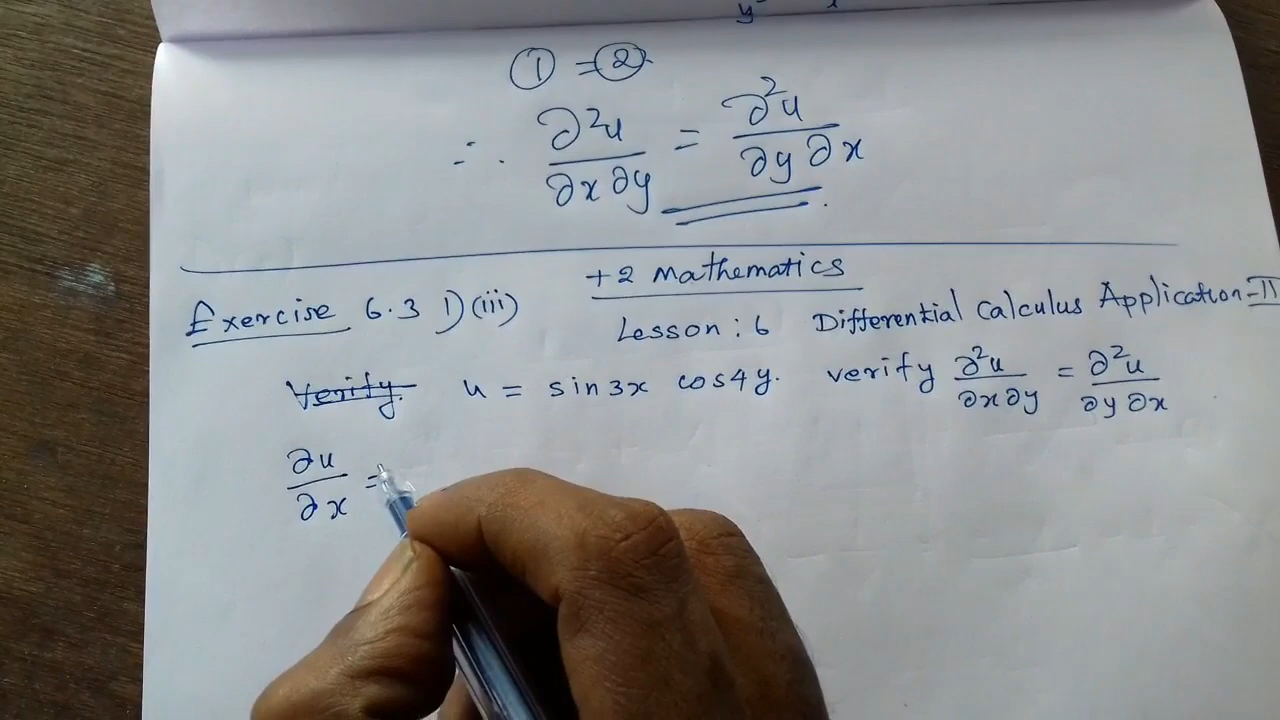 ① = ②
∴ ∂²u/∂x∂y = ∂²u/∂y∂x.
+2 Mathematics
Exercise 6.3 1)(iii)
Lesson : 6 Differential Calculus Application-II
Verify. u = sin3x cos4y. verify ∂²u/∂x∂y = ∂²u/∂y∂x
∂u/∂x =